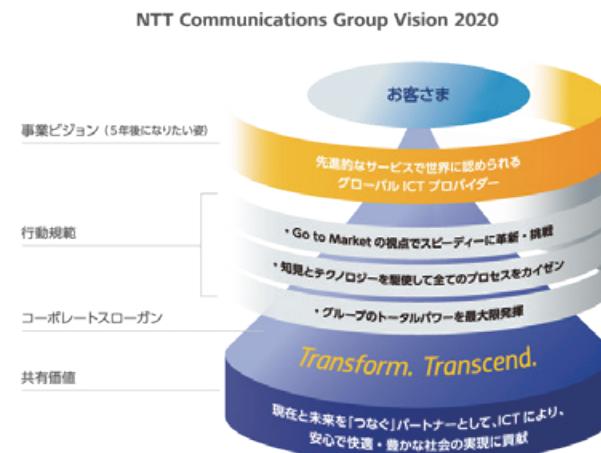 NTT Communications Group Vision 2020
お客さま
事業ビジョン（5年後になりたい姿）
先進的なサービスで世界に認められる
グローバル ICT プロバイダー
行動規範
・Go to Market の視点でスピーディーに革新・挑戦
・知見とテクノロジーを駆使して全てのプロセスをカイゼン
・グループのトータルパワーを最大限発揮
コーポレートスローガン
Transform. Transcend.
共有価値
現在と未来を「つなぐ」パートナーとして、ICT により、
安心で快適・豊かな社会の実現に貢献